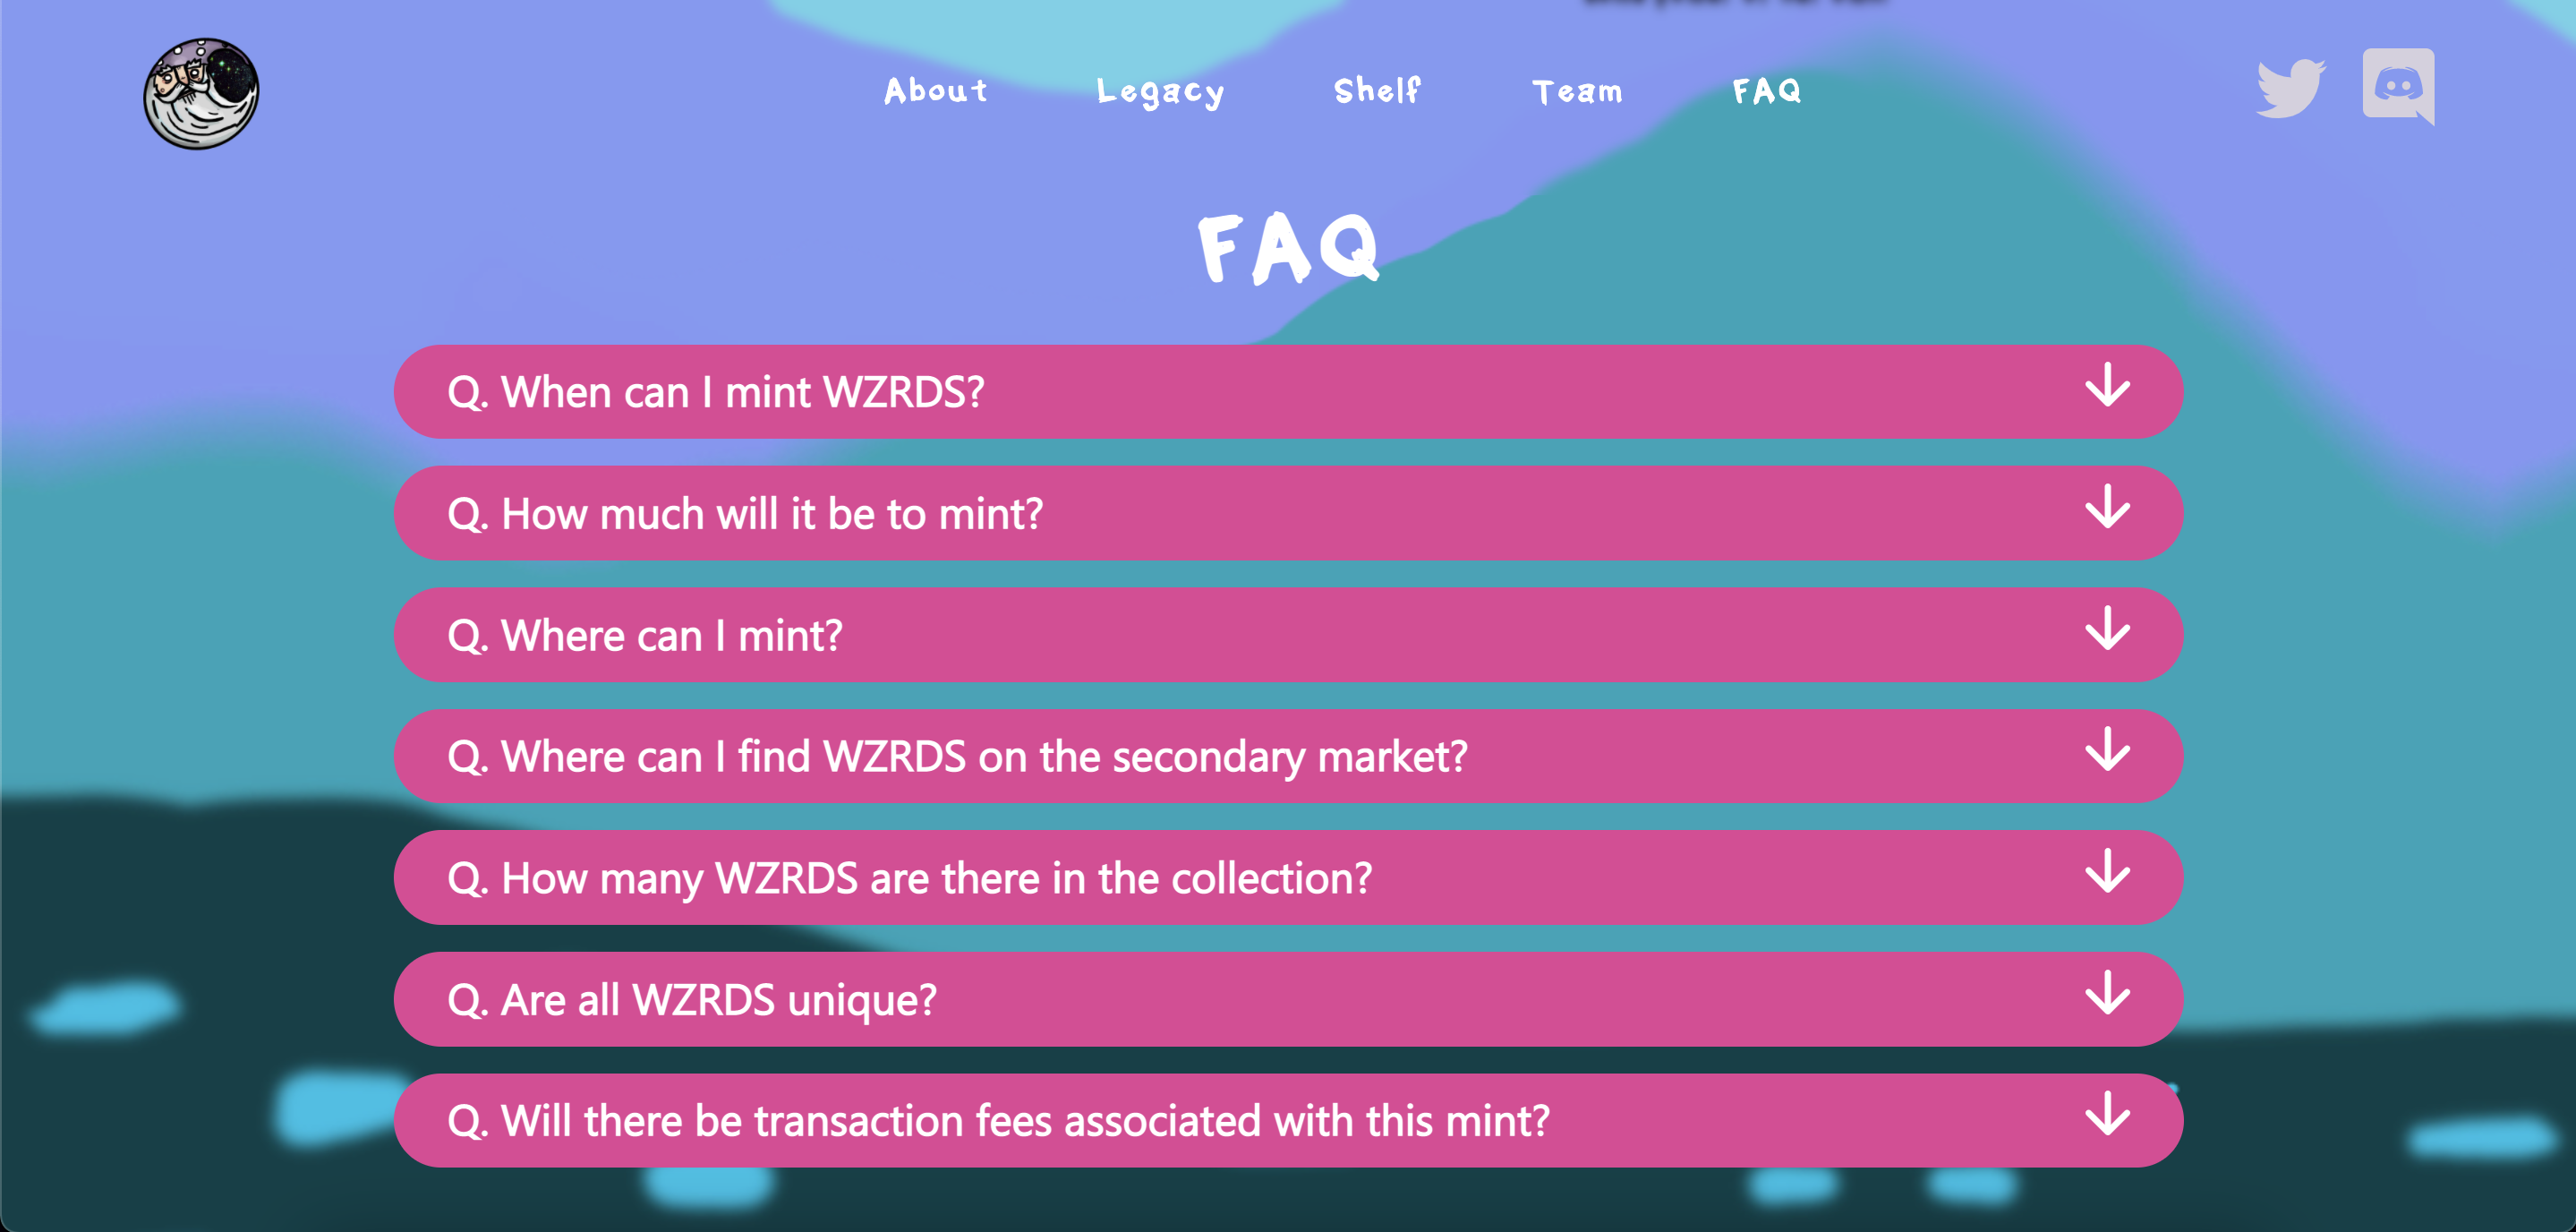 About Legacy Shelf Team FAQ
FAQ
Q. When can I mint WZRDS?
Q. How much will it be to mint?
Q. Where can I mint?
Q. Where can I find WZRDS on the secondary market?
Q. How many WZRDS are there in the collection?
Q. Are all WZRDS unique?
Q. Will there be transaction fees associated with this mint?